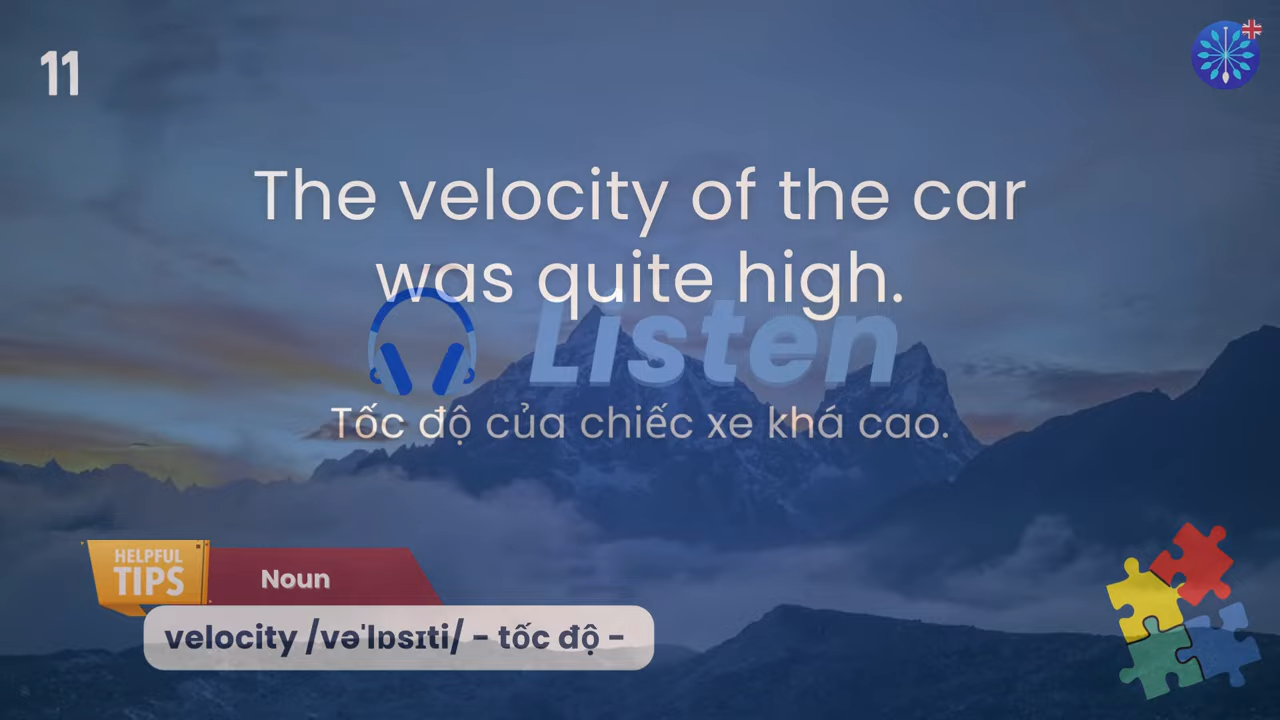 11
The velocity of the car
was quite high.
Listen
Tốc độ của chiếc xe khá cao.
HELPFUL
TIPS
Noun
velocity /vəˈlɒsɪti/ - tốc độ -